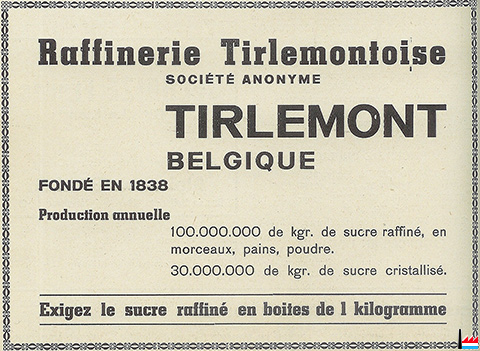 Raffinerie Tirlemontoise
SOCIÉTÉ ANONYME
TIRLEMONT
BELGIQUE
FONDÉ EN 1838
Production annuelle
100.000.000 de kgr. de sucre raffiné, en
morceaux, pains, poudre.
30.000.000 de kgr. de sucre cristallisé.
Exigez le sucre raffiné en boites de 1 kilogramme